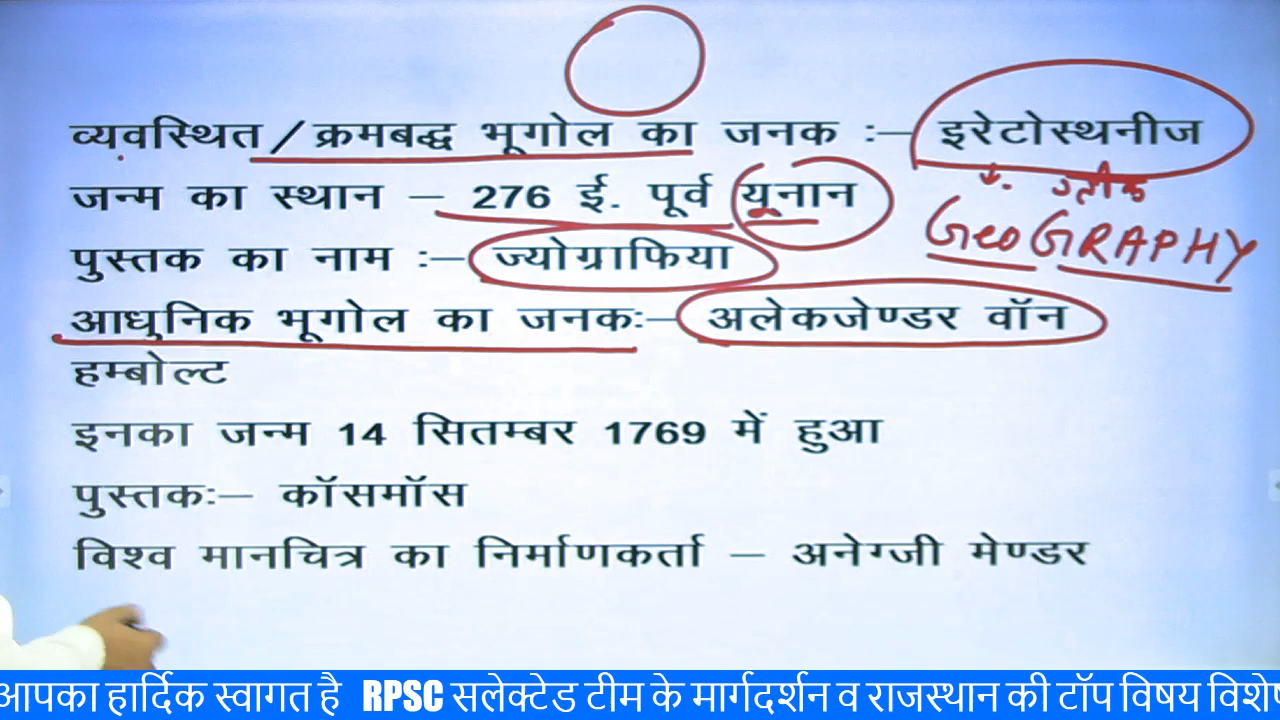 व्यवस्थित / क्रमबद्ध भूगोल का जनक :– इरेटोस्थनीज
जन्म का स्थान – 276 ई. पूर्व यूनान
GeoGRAPHY
पुस्तक का नाम :– ज्योग्राफिया
आधुनिक भूगोल का जनकः– अलेकजेण्डर वॉन
हम्बोल्ट
इनका जन्म 14 सितम्बर 1769 में हुआ
पुस्तकः– कॉसमॉस
विश्व मानचित्र का निर्माणकर्ता – अनेग्जी मेण्डर
आपका हार्दिक स्वागत है RPSC सलेक्टेड टीम के मार्गदर्शन व राजस्थान की टॉप विषय विशे